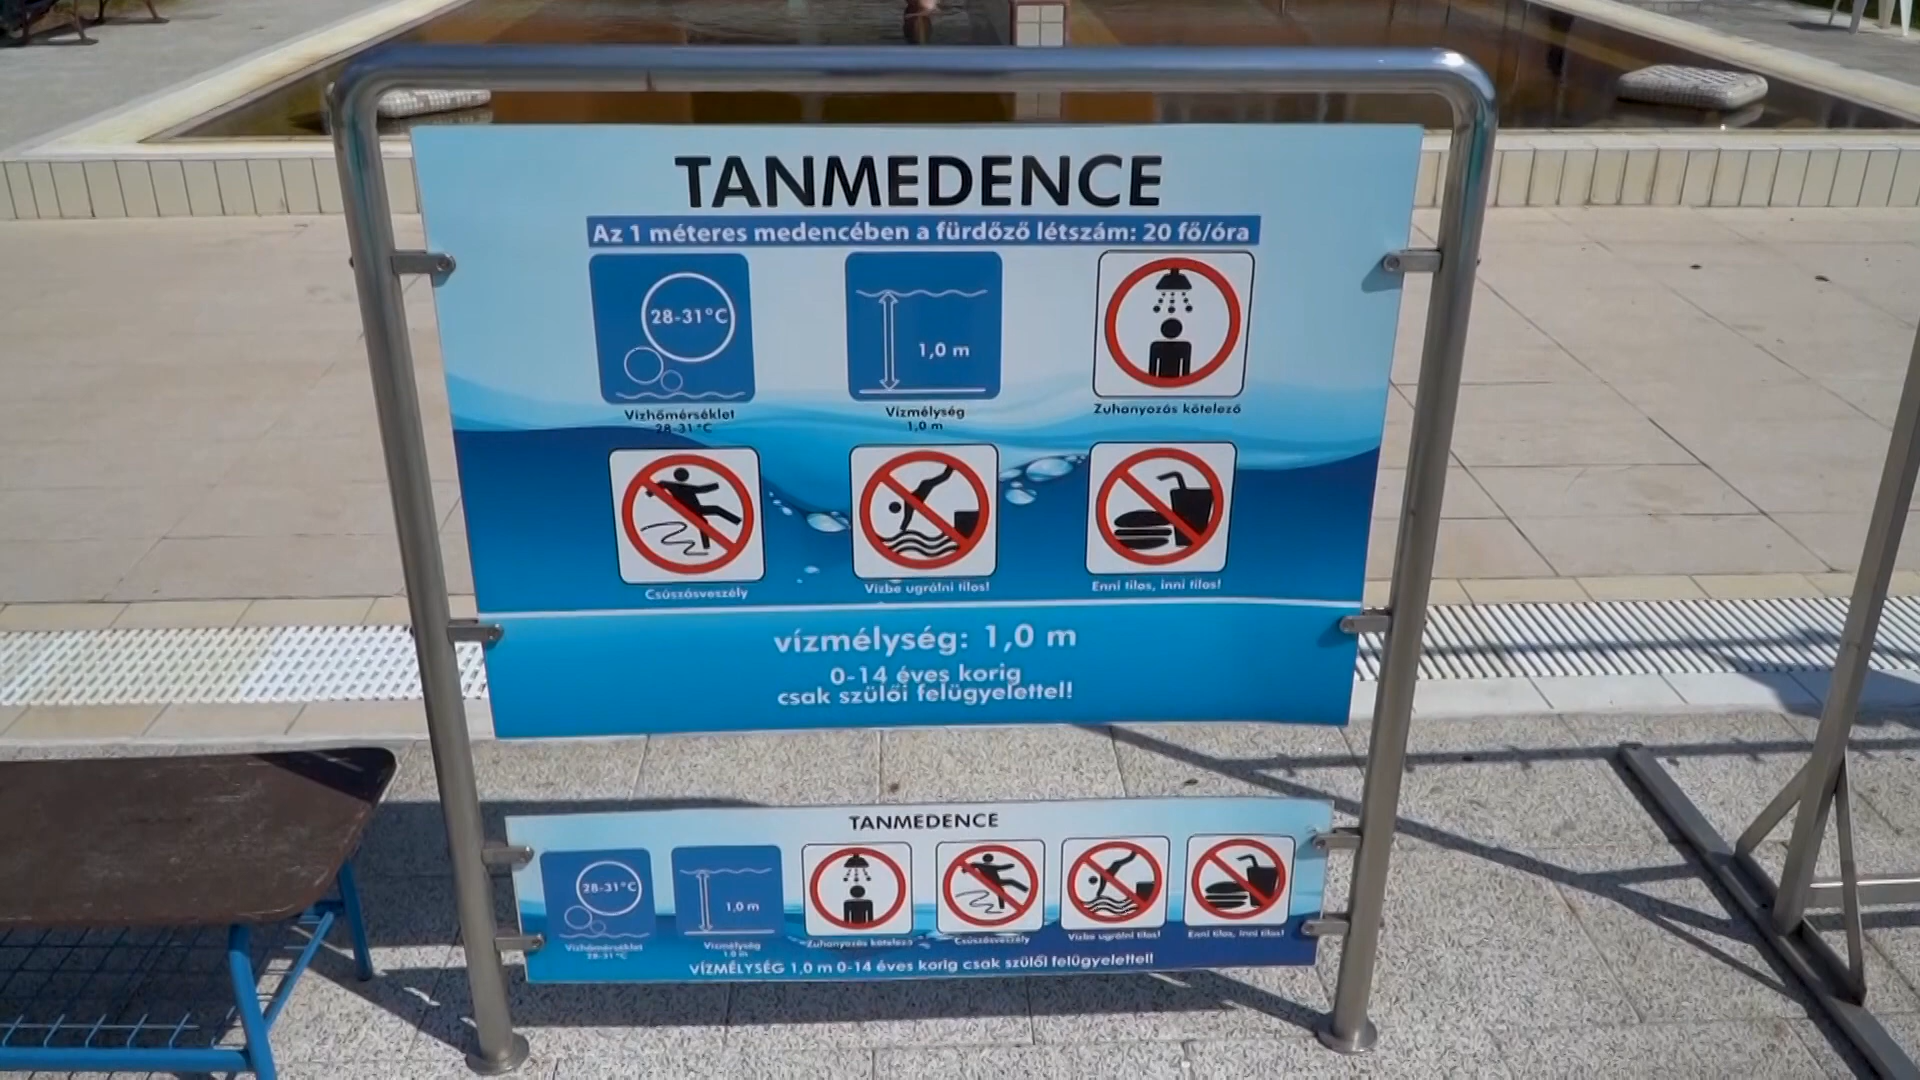 TANMEDENCE
Az 1 méteres medencében a fürdőző létszám: 20 fő/óra
28-31°C
1,0 m
Vízhőmérséklet
28-31°C
Vízmélység
1,0 m
Zuhanyozás kötelező
Csúszásveszély
Vízbe ugrálni tilos!
Enni tilos, inni tilos!
vízmélység: 1,0 m
0-14 éves korig
csak szülői felügyelettel!
TANMEDENCE
28-31°C
1,0 m
Vízhőmérséklet
28-31°C
Vízmélység
1,0 m
Zuhanyozás kötelező
Csúszásveszély
Vízbe ugrálni tilos!
Enni tilos, inni tilos!
VÍZMÉLYSÉG 1,0 m 0-14 éves korig csak szülői felügyelettel!